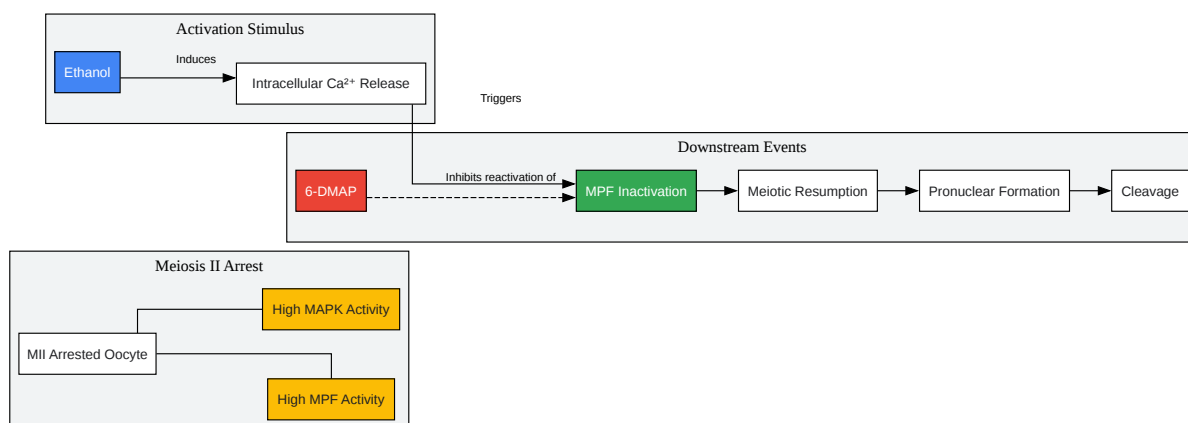 Activation Stimulus
Ethanol
Induces
Intracellular Ca²⁺ Release
Triggers
Downstream Events
6-DMAP
Inhibits reactivation of
MPF Inactivation
Meiotic Resumption
Pronuclear Formation
Cleavage
Meiosis II Arrest
High MAPK Activity
MII Arrested Oocyte
High MPF Activity